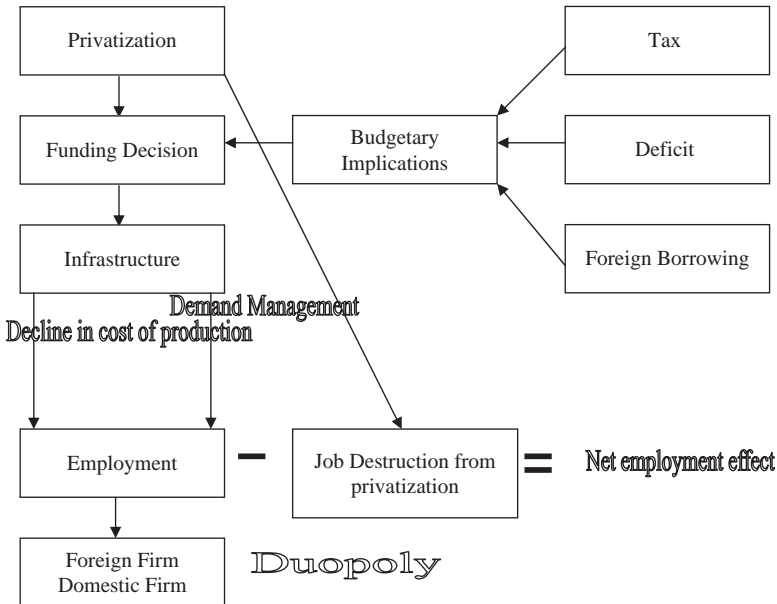 Privatization
Tax
Funding Decision
Budgetary
Implications
Deficit
Infrastructure
Foreign Borrowing
Demand Management
Decline in cost of production
Employment
-
Job Destruction from
privatization
=
Net employment effect
Foreign Firm
Domestic Firm
Duopoly